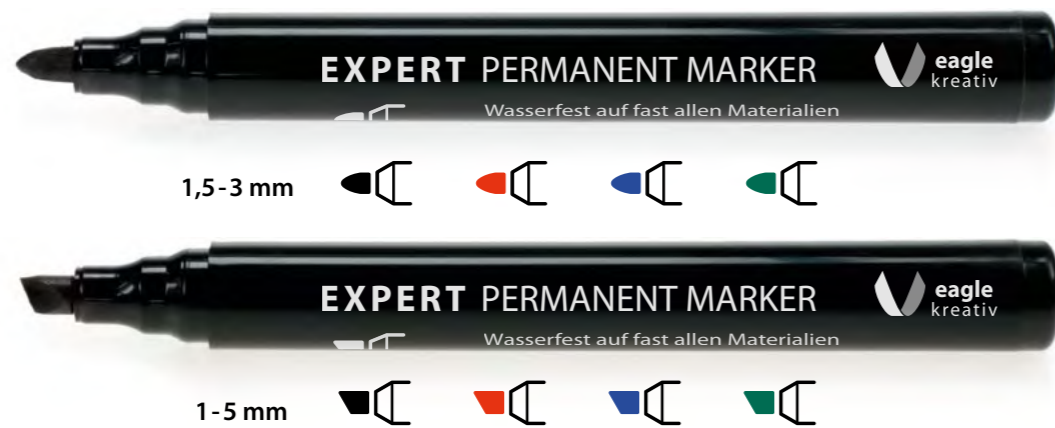 EXPERT PERMANENT MARKER
eagle
kreativ
Wasserfest auf fast allen Materialien
1,5-3 mm
EXPERT PERMANENT MARKER
eagle
kreativ
Wasserfest auf fast allen Materialien
1-5 mm